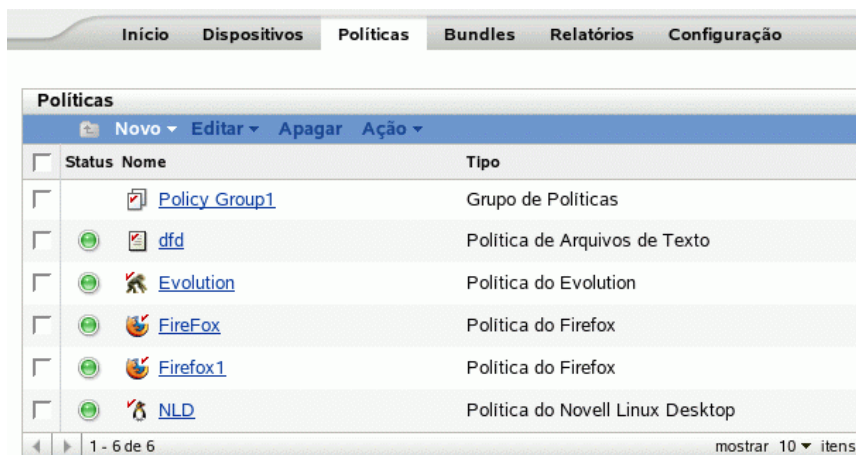 Início Dispositivos Políticas Bundles Relatórios Configuração
Políticas
Novo Editar Apagar Ação
Status Nome Tipo
Policy Group1 Grupo de Políticas
dfd Política de Arquivos de Texto
Evolution Política do Evolution
FireFox Política do Firefox
Firefox1 Política do Firefox
NLD Política do Novell Linux Desktop
1 - 6 de 6 mostrar 10 itens